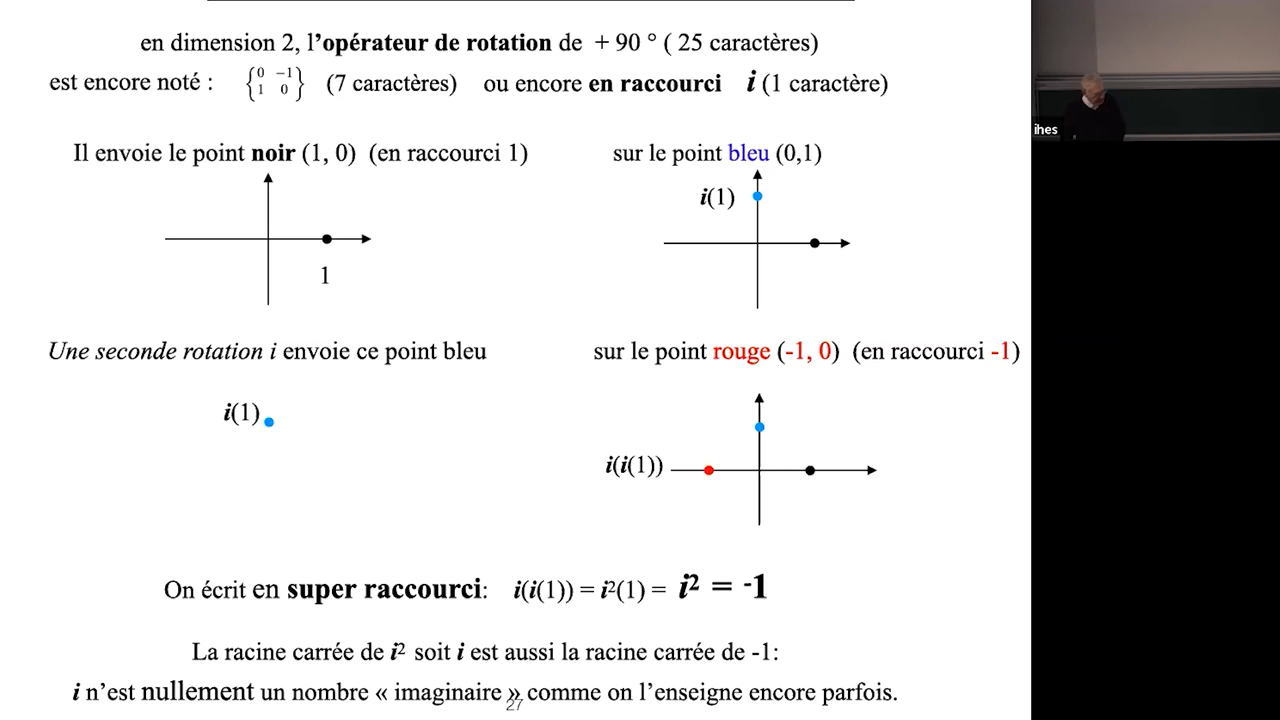 en dimension 2, l’opérateur de rotation de + 90 ° ( 25 caractères)
est encore noté : { 0 −1 (7 caractères) ou encore en raccourci i (1 caractère)
1 0 }
Il envoie le point noir (1, 0) (en raccourci 1) sur le point bleu (0,1)
i(1)
1
Une seconde rotation i envoie ce point bleu sur le point rouge (-1, 0) (en raccourci -1)
i(1)
i(i(1))
On écrit en super raccourci: i(i(1)) = i²(1) = i² = -1
La racine carrée de i² soit i est aussi la racine carrée de -1:
i n’est nullement un nombre « imaginaire » comme on l’enseigne encore parfois.
27
ihes